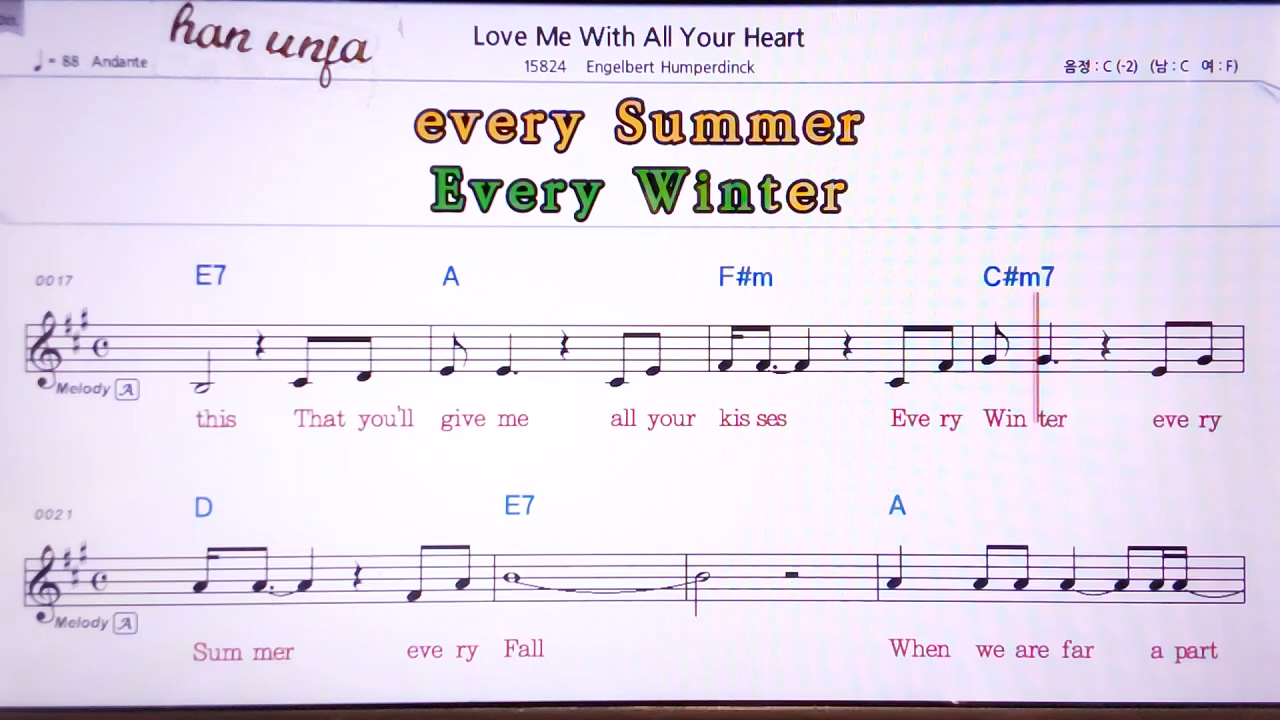 han unja
Love Me With All Your Heart
♩ = 88 Andante
15824 Engelbert Humperdinck
음정 : C (-2) (남 : C 여 : F)
every Summer
Every Winter
0017
E7 A F#m C#m7
Melody A
this That you'll give me all your kis ses Eve ry Win ter eve ry
0021
D E7 A
Melody A
Sum mer eve ry Fall When we are far a part